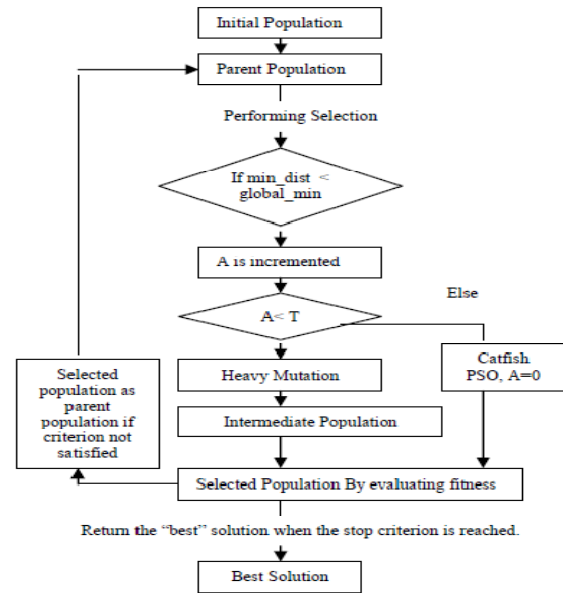 Initial Population
Parent Population
Performing Selection
If min_dist <
global_min
A is incremented
Else
A< T
Catfish
PSO, A=0
Heavy Mutation
Selected
population as
parent
population if
criterion not
satisfied
Intermediate Population
Selected Population By evaluating fitness
Return the “best” solution when the stop criterion is reached.
Best Solution